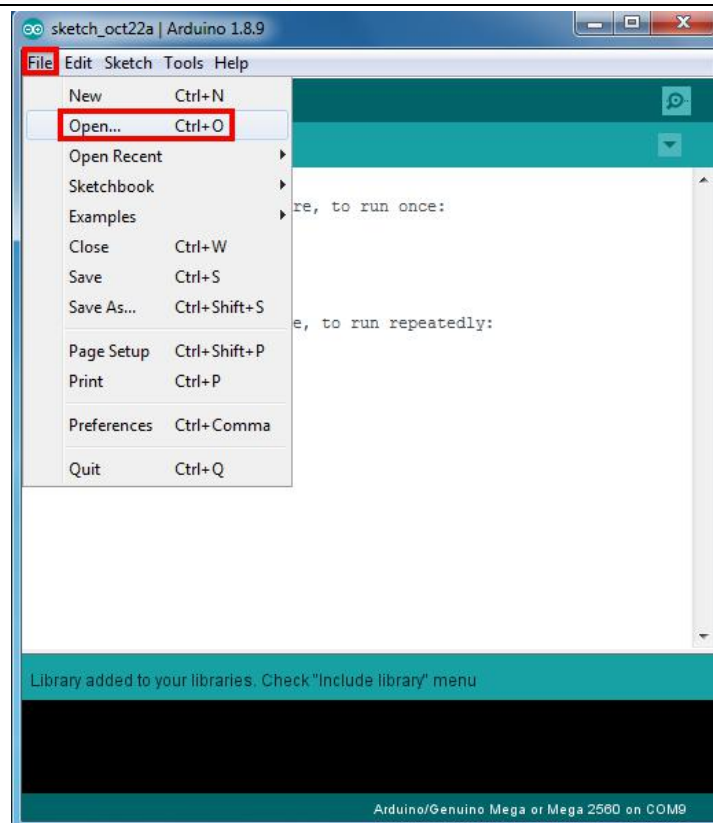 sketch_oct22a | Arduino 1.8.9
File Edit Sketch Tools Help
New Ctrl+N
Open... Ctrl+O
Open Recent
Sketchbook
Examples
Close Ctrl+W
Save Ctrl+S
Save As... Ctrl+Shift+S
Page Setup Ctrl+Shift+P
Print Ctrl+P
Preferences Ctrl+Comma
Quit Ctrl+Q
re, to run once:
e, to run repeatedly:
Library added to your libraries. Check "Include library" menu
Arduino/Genuino Mega or Mega 2560 on COM9